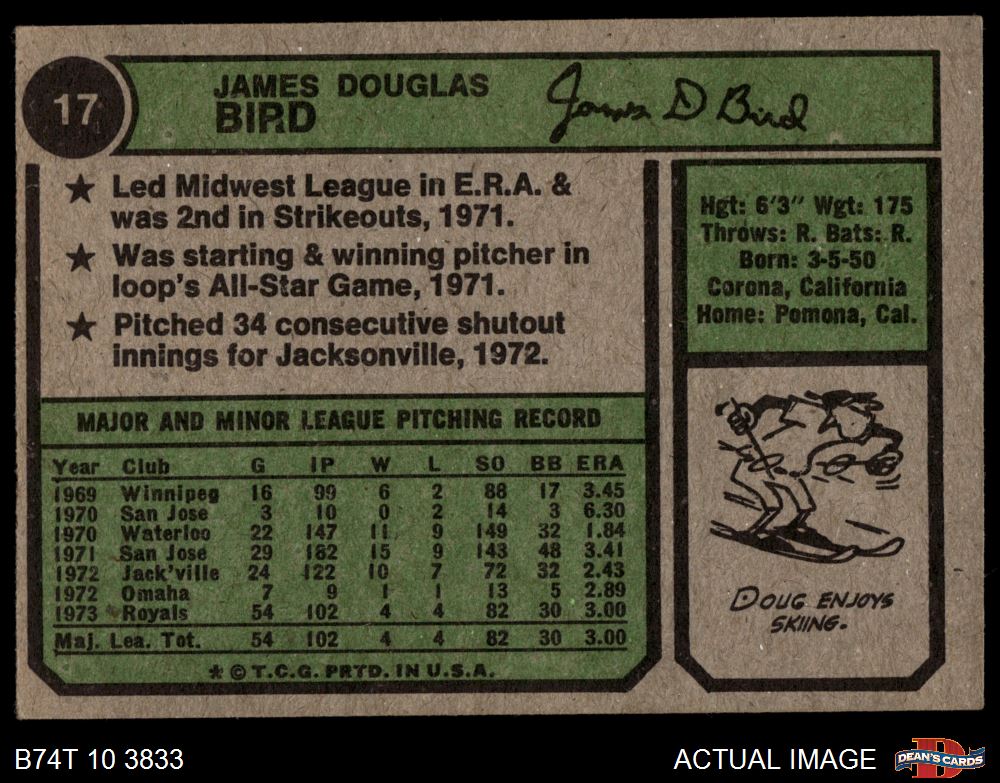 17
JAMES DOUGLAS
BIRD
James D Bird
★ Led Midwest League in E.R.A. &
was 2nd in Strikeouts, 1971.
★ Was starting & winning pitcher in
loop's All-Star Game, 1971.
★ Pitched 34 consecutive shutout
innings for Jacksonville, 1972.
Hgt: 6'3" Wgt: 175
Throws: R. Bats: R.
Born: 3-5-50
Corona, California
Home: Pomona, Cal.
MAJOR AND MINOR LEAGUE PITCHING RECORD
Year Club G IP W L SO BB ERA
1969 Winnipeg 16 99 6 2 88 17 3.45
1970 San Jose 3 10 0 2 14 3 6.30
1970 Waterloo 22 147 11 9 149 32 1.84
1971 San Jose 29 182 15 9 143 48 3.41
1972 Jack'ville 24 122 10 7 72 32 2.43
1972 Omaha 7 9 1 1 13 5 2.89
1973 Royals 54 102 4 4 82 30 3.00
Maj. Lea. Tot. 54 102 4 4 82 30 3.00
* © T.C.G. PRTD. IN U.S.A.
DOUG ENJOYS
SKIING.
B74T 10 3833
ACTUAL IMAGE
D
DEAN'S CARDS